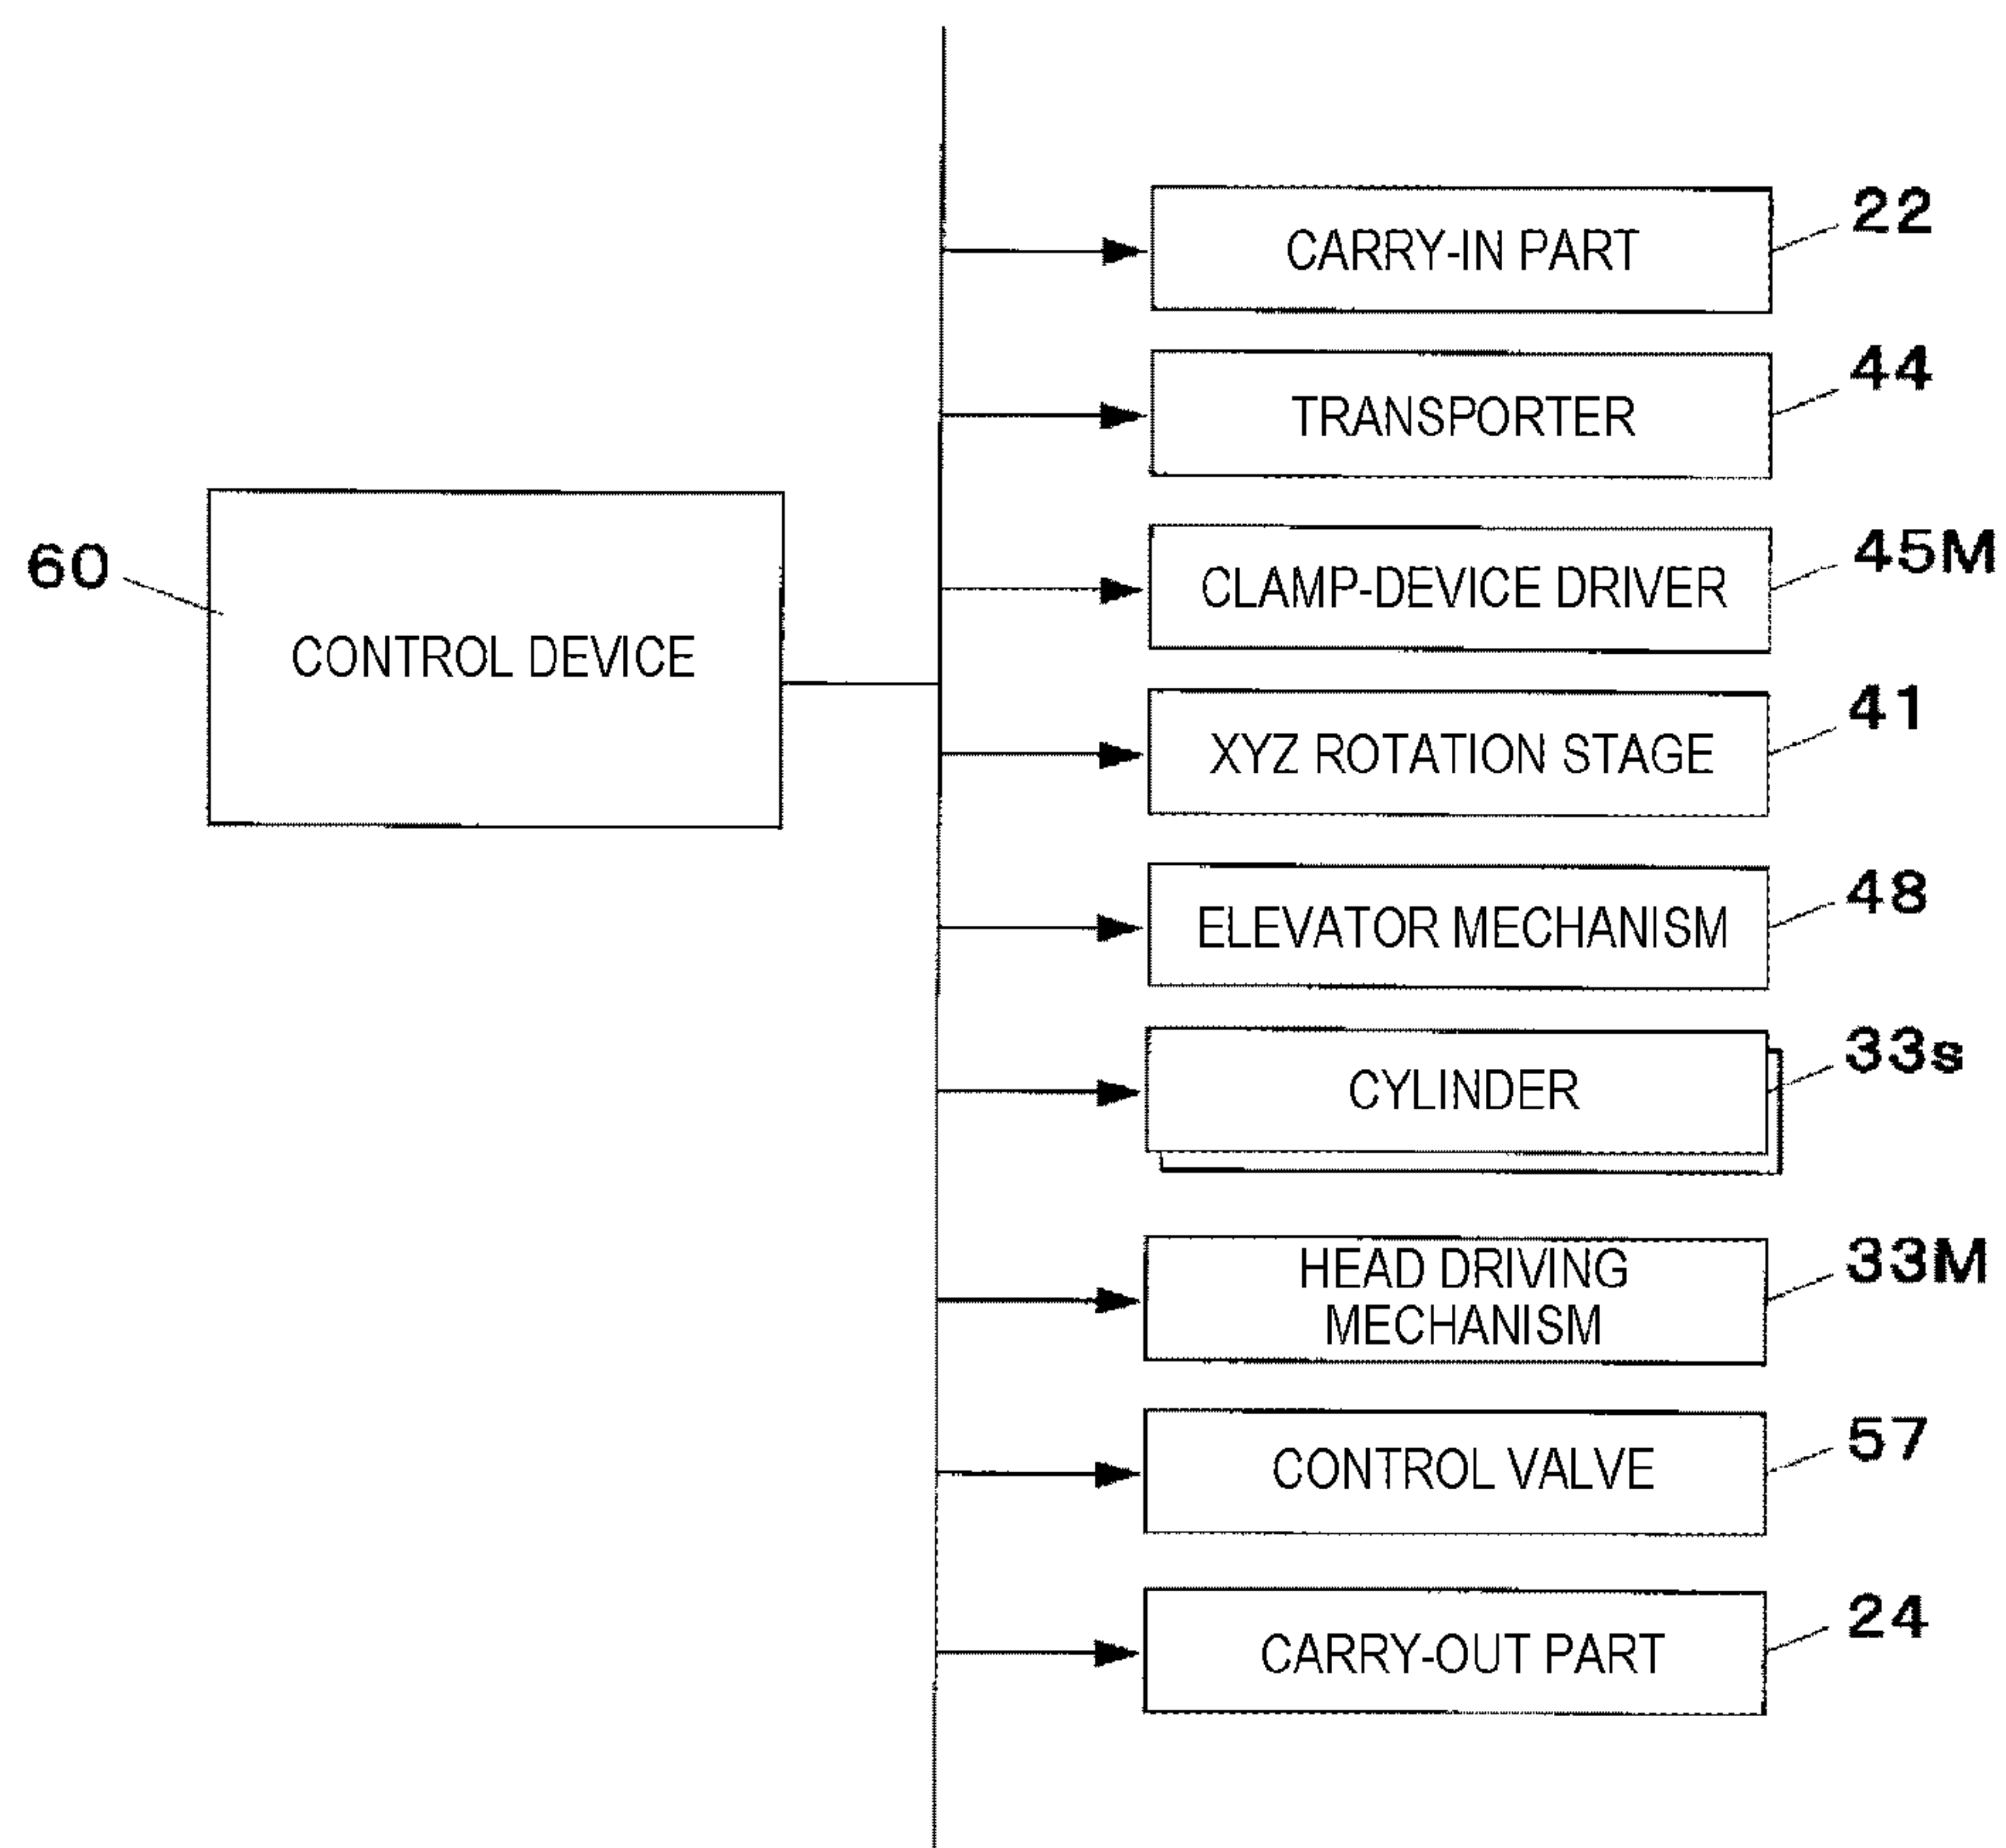 CARRY-IN PART
22
TRANSPORTER
44
CLAMP-DEVICE DRIVER
45M
60
CONTROL DEVICE
XYZ ROTATION STAGE
41
ELEVATOR MECHANISM
48
CYLINDER
33s
HEAD DRIVING
MECHANISM
33M
CONTROL VALVE
57
CARRY-OUT PART
24